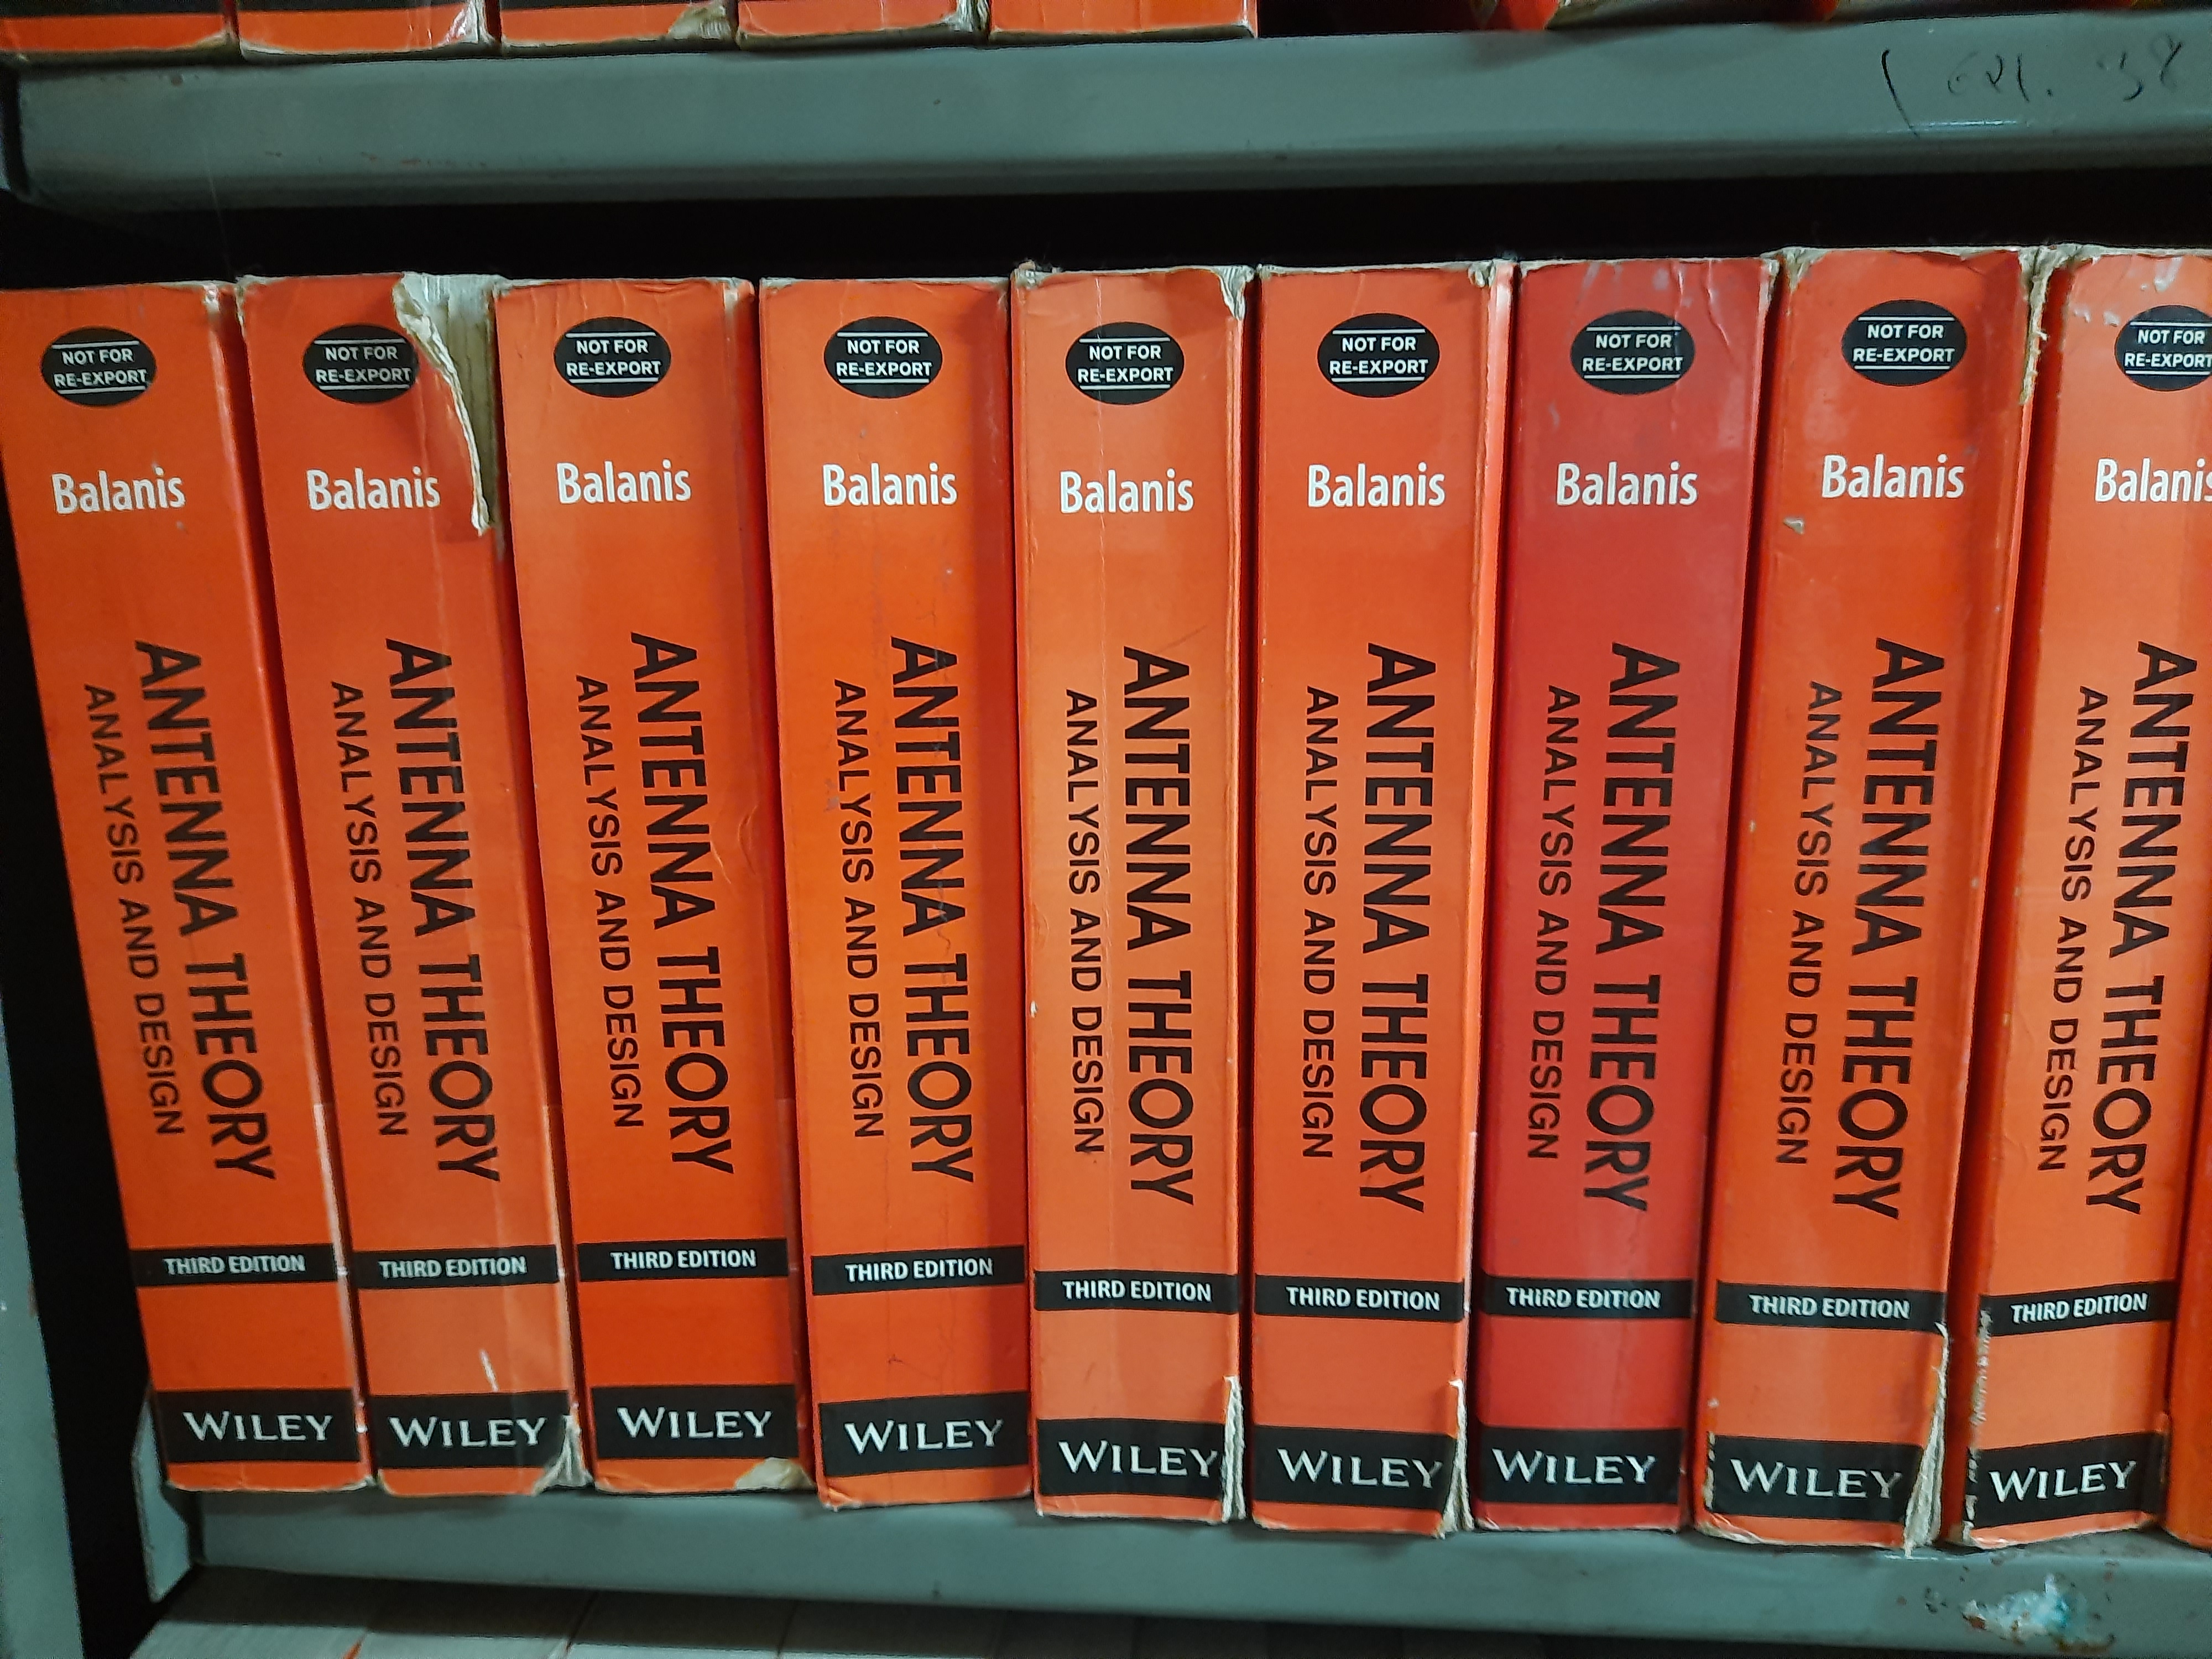 NOT FOR
RE-EXPORT
Balanis
ANTENNA THEORY
ANALYSIS AND DESIGN
THIRD EDITION
WILEY
NOT FOR
RE-EXPORT
Balanis
ANTENNA THEORY
ANALYSIS AND DESIGN
THIRD EDITION
WILEY
NOT FOR
RE-EXPORT
Balanis
ANTENNA THEORY
ANALYSIS AND DESIGN
THIRD EDITION
WILEY
NOT FOR
RE-EXPORT
Balanis
ANTENNA THEORY
ANALYSIS AND DESIGN
THIRD EDITION
WILEY
NOT FOR
RE-EXPORT
Balanis
ANTENNA THEORY
ANALYSIS AND DESIGN
THIRD EDITION
WILEY
NOT FOR
RE-EXPORT
Balanis
ANTENNA THEORY
ANALYSIS AND DESIGN
THIRD EDITION
WILEY
NOT FOR
RE-EXPORT
Balanis
ANTENNA THEORY
ANALYSIS AND DESIGN
THIRD EDITION
WILEY
NOT FOR
RE-EXPORT
Balanis
ANTENNA THEORY
ANALYSIS AND DESIGN
THIRD EDITION
WILEY
NOT FOR
RE-EXPORT
Balanis
ANTENNA THEORY
ANALYSIS AND DESIGN
THIRD EDITION
WILEY